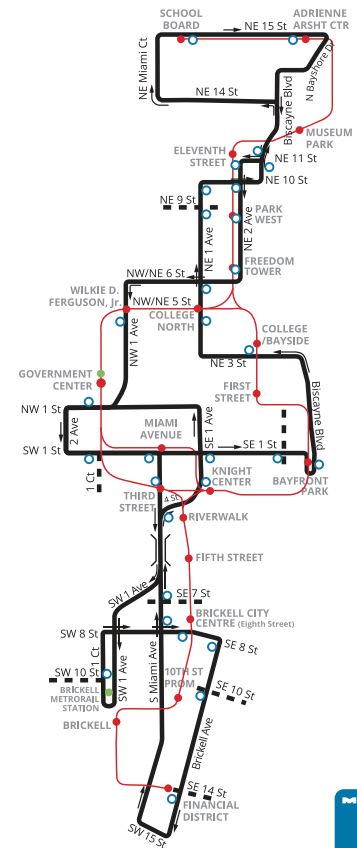 SCHOOL
BOARD
NE 15 St
ADRIENNE
ARSHT CTR
NE Miami Ct
N Bayshore Dr
NE 14 St
Biscayne Blvd
MUSEUM
PARK
ELEVENTH
STREET
NE 11 St
NE 10 St
NE 9 St
PARK
WEST
NE 1 Ave
NE 2 Ave
FREEDOM
TOWER
NW/NE 6 St
WILKIE D.
FERGUSON, Jr.
NW/NE 5 St
COLLEGE
NORTH
NW 1 Ave
COLLEGE
/BAYSIDE
NE 3 St
GOVERNMENT
CENTER
FIRST
STREET
Biscayne Blvd
NW 1 St
2 Ave
SW 1 St
MIAMI
AVENUE
SE 1 Ave
SE 1 St
1 Ct
KNIGHT
CENTER
BAYFRONT
PARK
THIRD
STREET
4 St
RIVERWALK
FIFTH STREET
SW 1 Ave
SE 7 St
BRICKELL CITY
CENTRE (Eighth Street)
SW 8 St
SE 8 St
1 Ct
SW 1 Ave
S Miami Ave
SW 10 St
BRICKELL
METRORAIL
STATION
10TH ST
PROM
SE 10 St
BRICKELL
Brickell Ave
SE 14 St
FINANCIAL
DISTRICT
SW 15 St